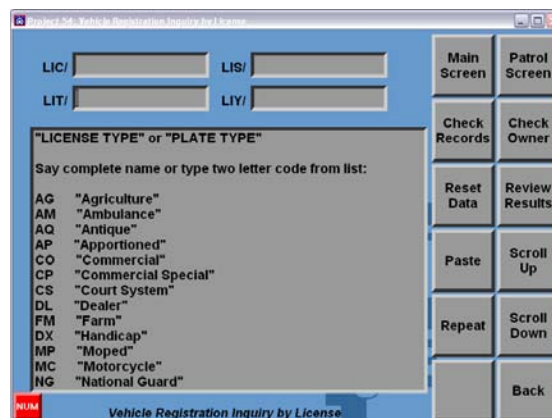 Project 54: Vehicle Registration Inquiry by License
LIC/
LIS/
LIT/
LIY/
"LICENSE TYPE" or "PLATE TYPE"
Say complete name or type two letter code from list:
AG "Agriculture"
AM "Ambulance"
AQ "Antique"
AP "Apportioned"
CO "Commercial"
CP "Commercial Special"
CS "Court System"
DL "Dealer"
FM "Farm"
DX "Handicap"
MP "Moped"
MC "Motorcycle"
NG "National Guard"
Main Screen
Patrol Screen
Check Records
Check Owner
Reset Data
Review Results
Paste
Scroll Up
Repeat
Scroll Down
Back
NUM
Vehicle Registration Inquiry by License